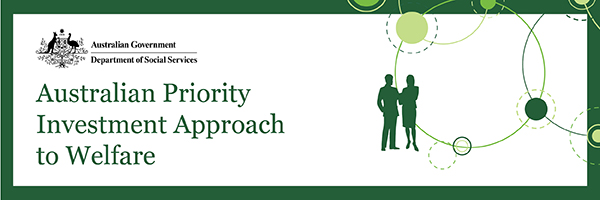 Australian Government
Department of Social Services
Australian Priority
Investment Approach
to Welfare